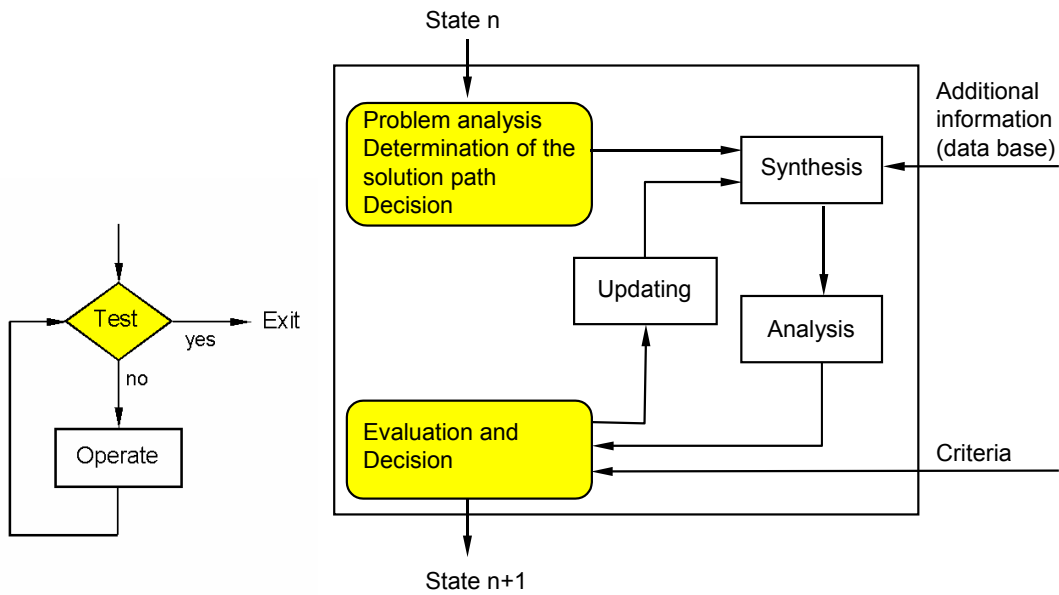 State n
Problem analysis
Determination of the
solution path
Decision
Additional
information
(data base)
Synthesis
Updating
Test
Exit
yes
Analysis
no
Operate
Evaluation and
Decision
Criteria
State n+1